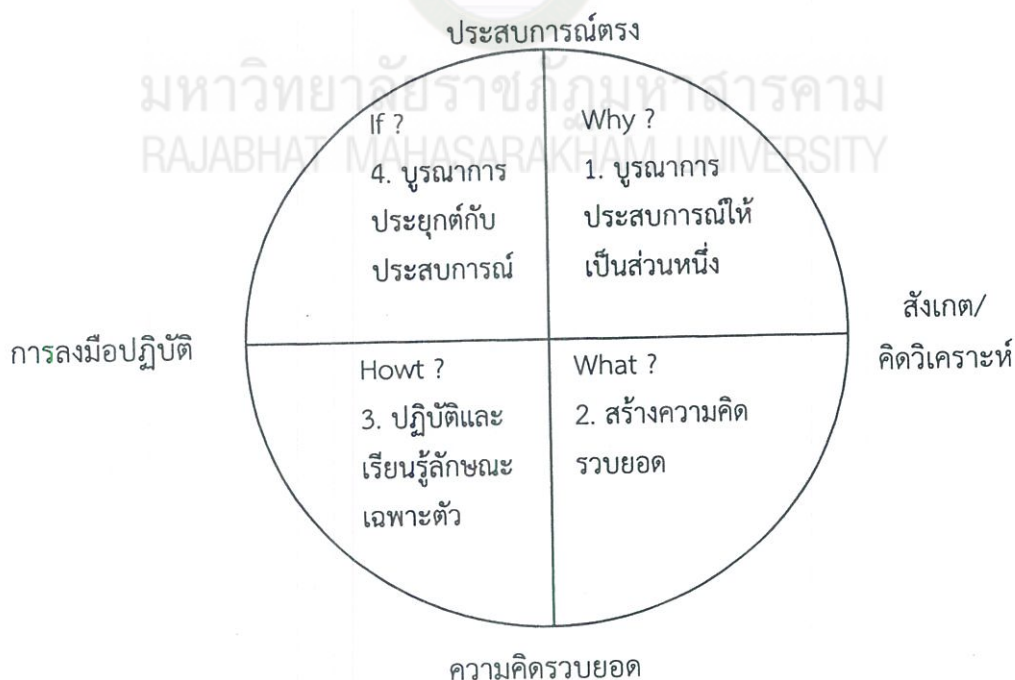 ประสบการณ์ตรง
มหาวิทยาลัยราชภัฏมหาสารคาม
RAJABHAT MAHASARAKHAM UNIVERSITY
If ?
4. บูรณาการ
ประยุกต์กับ
ประสบการณ์
Why ?
1. บูรณาการ
ประสบการณ์ให้
เป็นส่วนหนึ่ง
การลงมือปฏิบัติ
สังเกต/
คิดวิเคราะห์
Howt ?
3. ปฏิบัติและ
เรียนรู้ลักษณะ
เฉพาะตัว
What ?
2. สร้างความคิด
รวบยอด
ความคิดรวบยอด